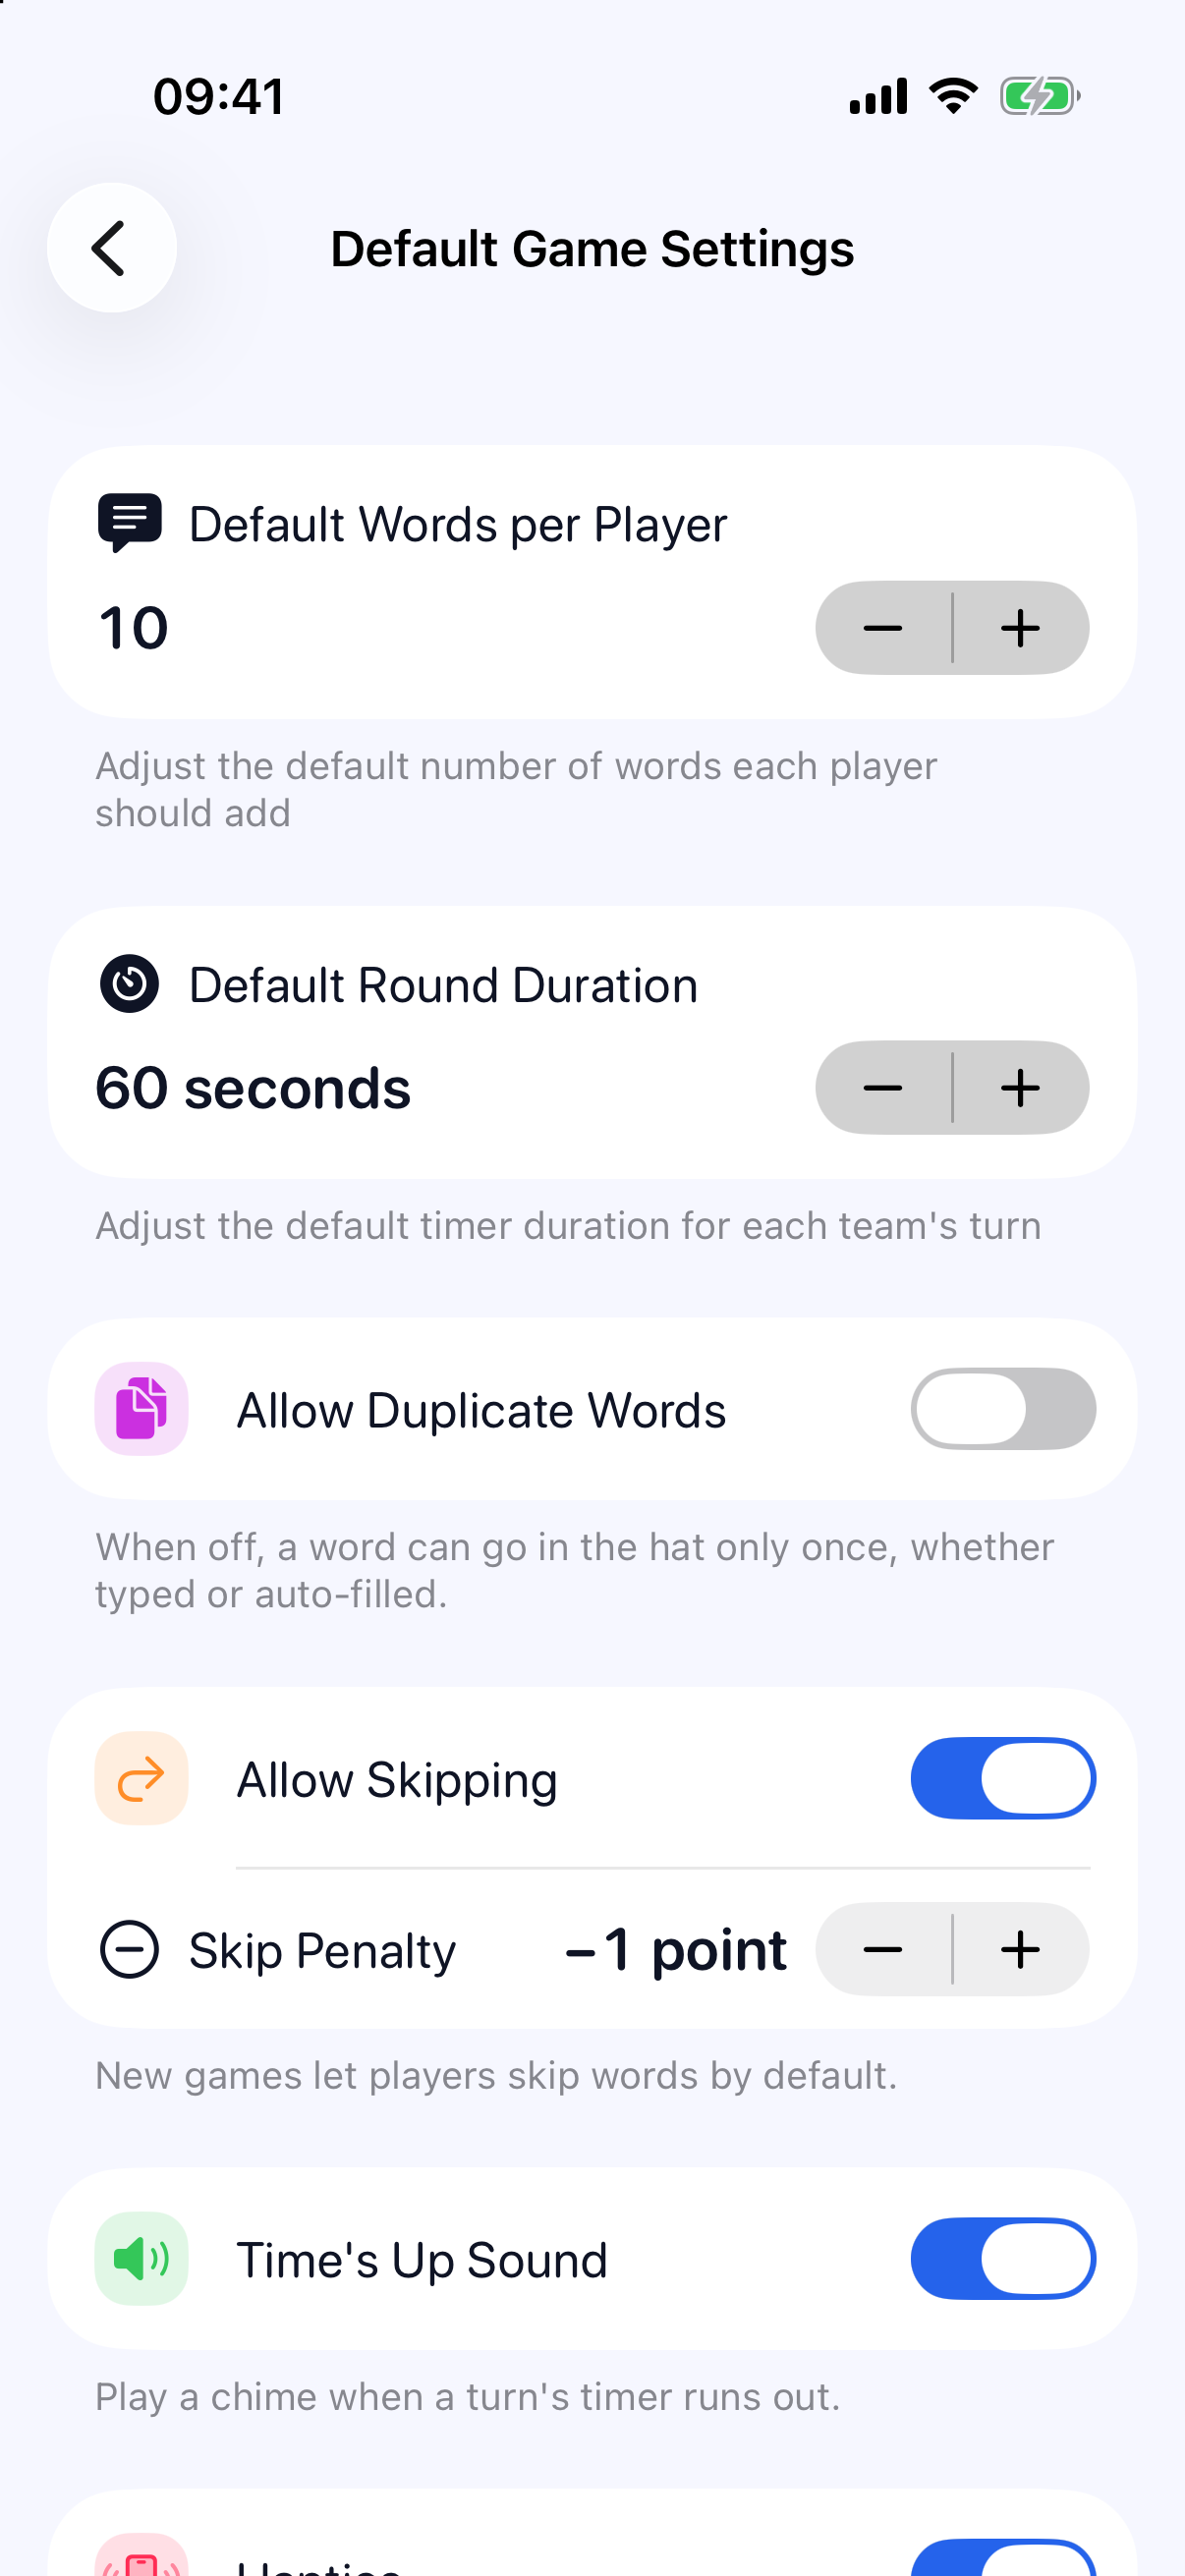 09:41
Default Game Settings
Default Words per Player
10
Adjust the default number of words each player
should add
Default Round Duration
60 seconds
Adjust the default timer duration for each team's turn
Allow Duplicate Words
When off, a word can go in the hat only once, whether
typed or auto-filled.
Allow Skipping
Skip Penalty −1 point
New games let players skip words by default.
Time's Up Sound
Play a chime when a turn's timer runs out.